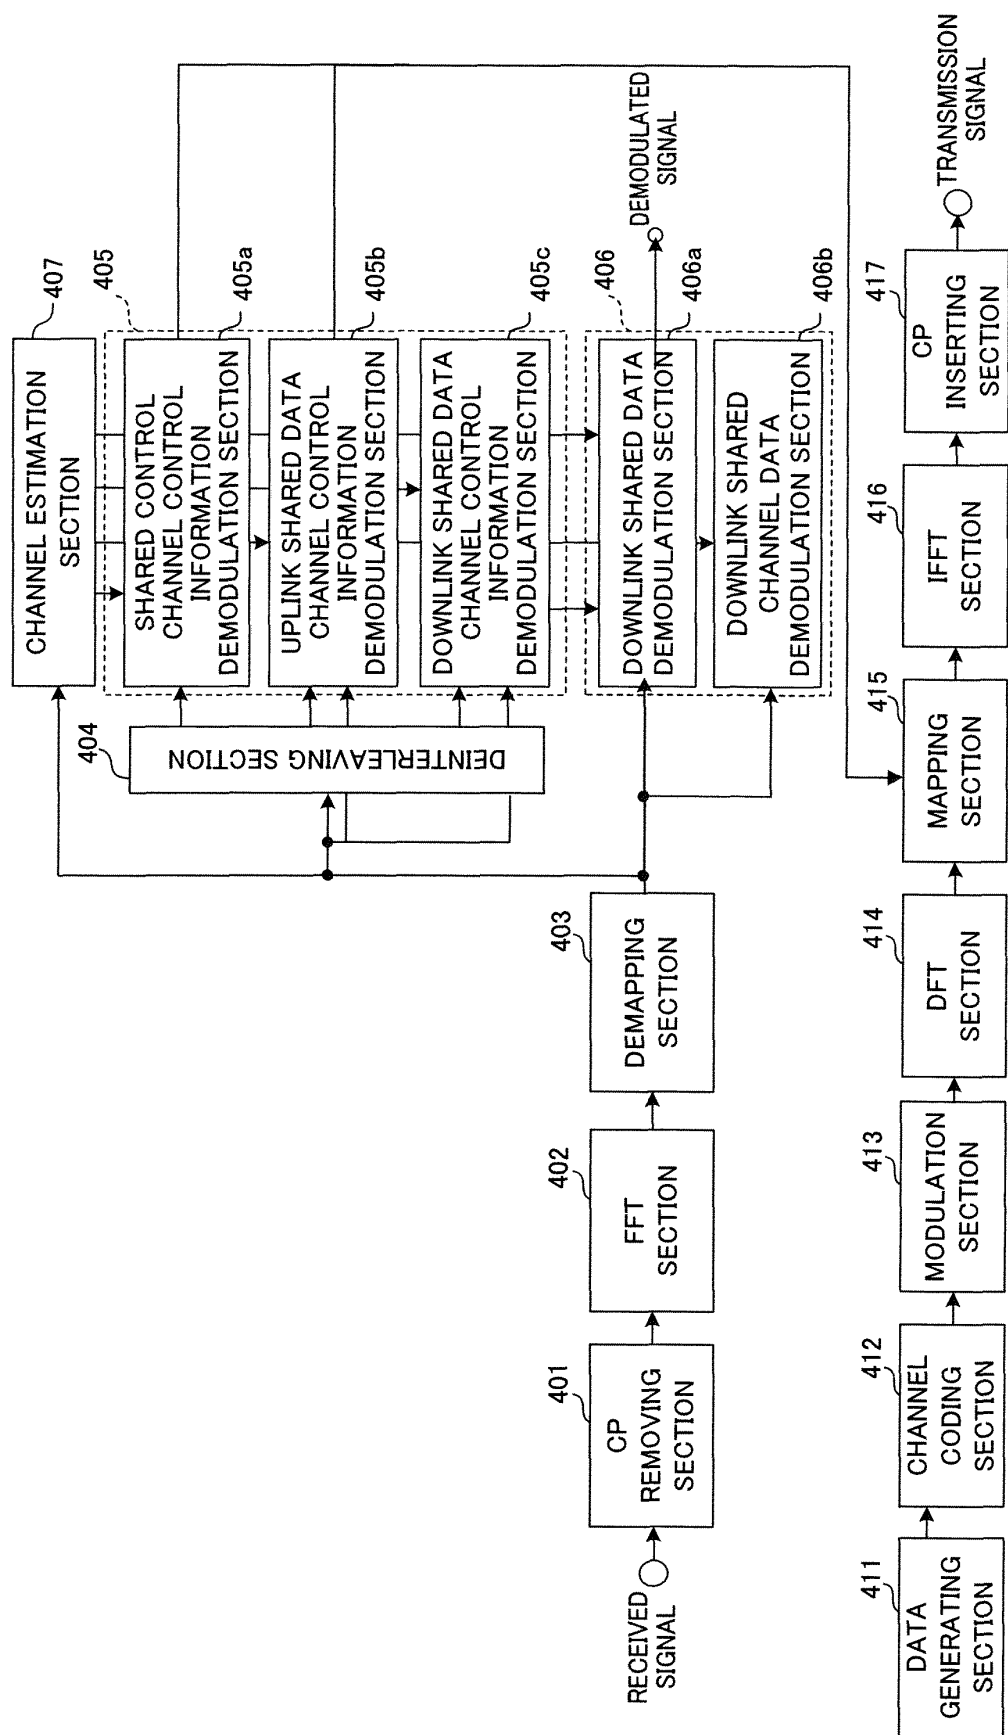 407
CHANNEL ESTIMATION
SECTION
405
405a
SHARED CONTROL
CHANNEL CONTROL
INFORMATION
DEMODULATION SECTION
405b
UPLINK SHARED DATA
CHANNEL CONTROL
INFORMATION
DEMODULATION SECTION
405c
DOWNLINK SHARED DATA
CHANNEL CONTROL
INFORMATION
DEMODULATION SECTION
404
DEINTERLEAVING SECTION
406
406a
DOWNLINK SHARED DATA
DEMODULATION SECTION
406b
DOWNLINK SHARED
CHANNEL DATA
DEMODULATION SECTION
DEMODULATED
SIGNAL
RECEIVED
SIGNAL
401
CP
REMOVING
SECTION
402
FFT
SECTION
403
DEMAPPING
SECTION
411
DATA
GENERATING
SECTION
412
CHANNEL
CODING
SECTION
413
MODULATION
SECTION
414
DFT
SECTION
415
MAPPING
SECTION
416
IFFT
SECTION
417
CP
INSERTING
SECTION
TRANSMISSION
SIGNAL